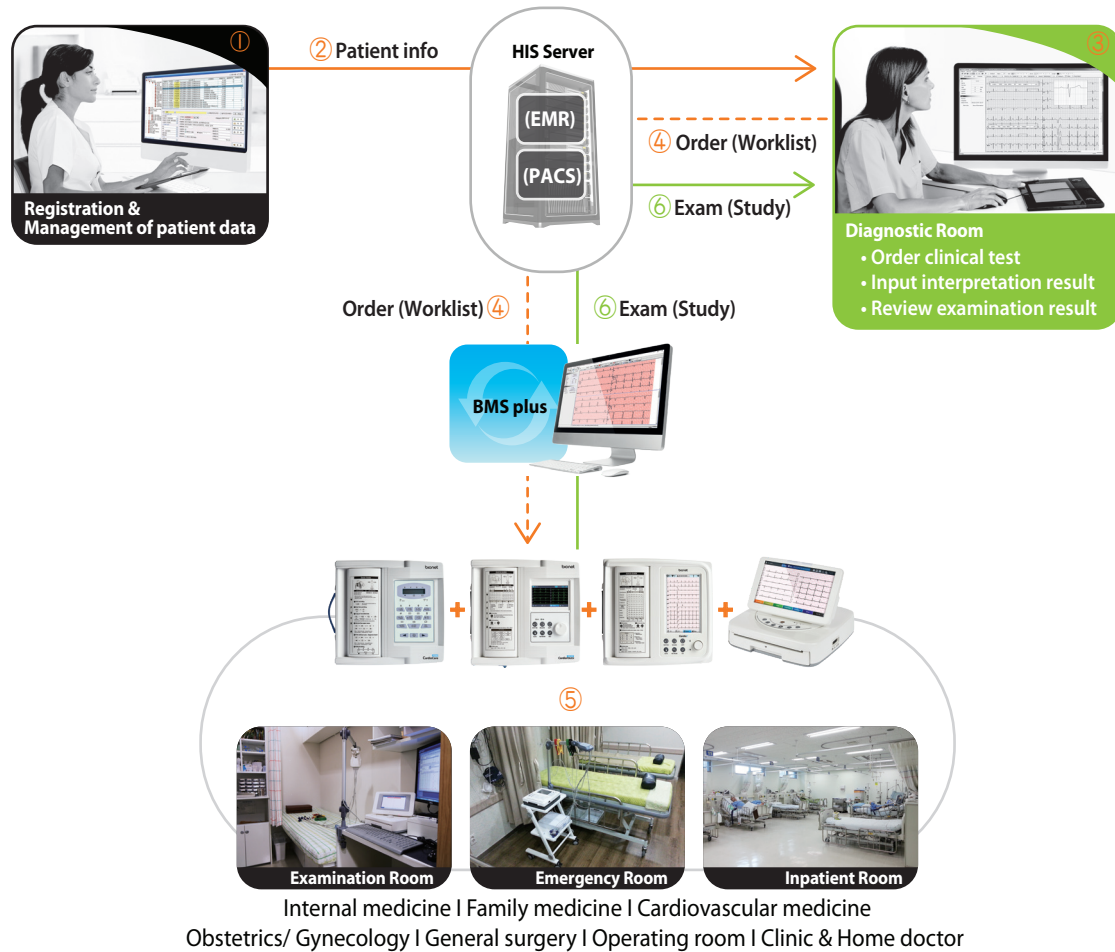 ①
② Patient info
HIS Server
(EMR)
(PACS)
③
④ Order (Worklist)
⑥ Exam (Study)
Registration &
Management of patient data
Diagnostic Room
• Order clinical test
• Input interpretation result
• Review examination result
Order (Worklist) ④
⑥ Exam (Study)
BMS plus
bionet
bionet
bionet
+
+
+
⑤
Examination Room
Emergency Room
Inpatient Room
Internal medicine I Family medicine I Cardiovascular medicine
Obstetrics/ Gynecology I General surgery I Operating room I Clinic & Home doctor